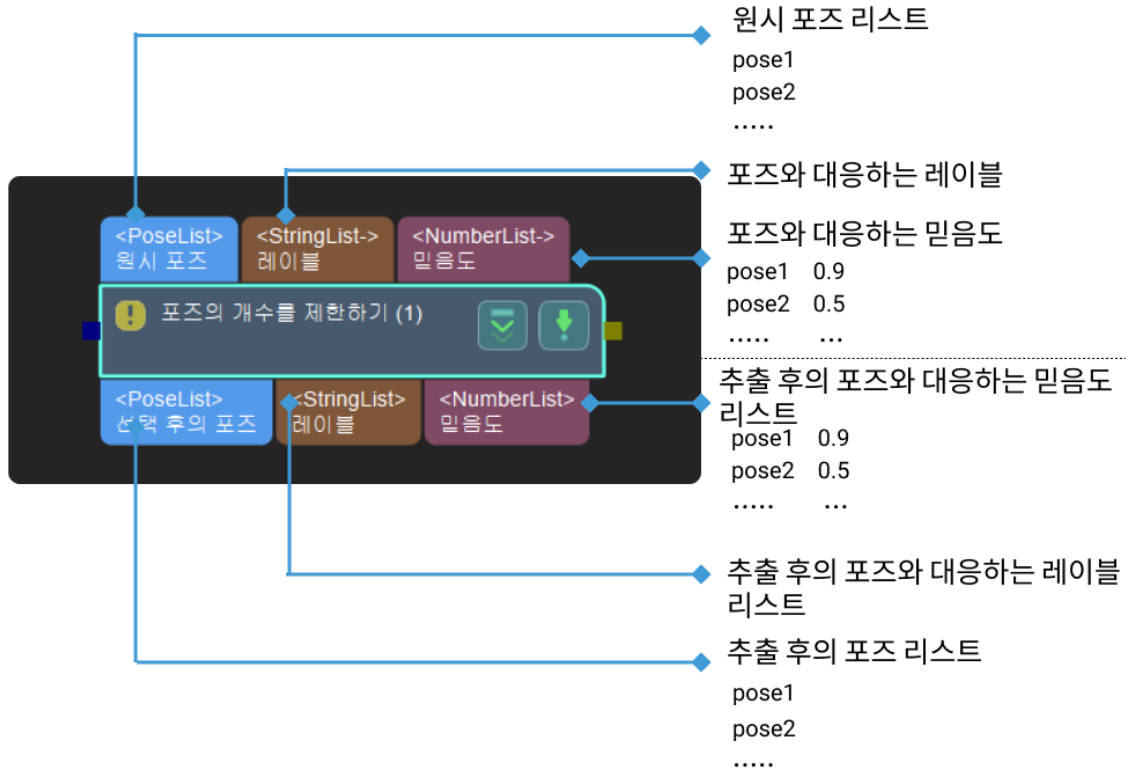 원시 포즈 리스트
pose1
pose2
.....
포즈와 대응하는 레이블
<PoseList>
원시 포즈
<StringList->
레이블
<NumberList->
믿음도
포즈와 대응하는 믿음도
pose1 0.9
pose2 0.5
..... ...
포즈의 개수를 제한하기 (1)
<PoseList>
선택 후의 포즈
<StringList>
레이블
<NumberList>
믿음도
추출 후의 포즈와 대응하는 믿음도
리스트
pose1 0.9
pose2 0.5
..... ...
추출 후의 포즈와 대응하는 레이블
리스트
추출 후의 포즈 리스트
pose1
pose2
.....